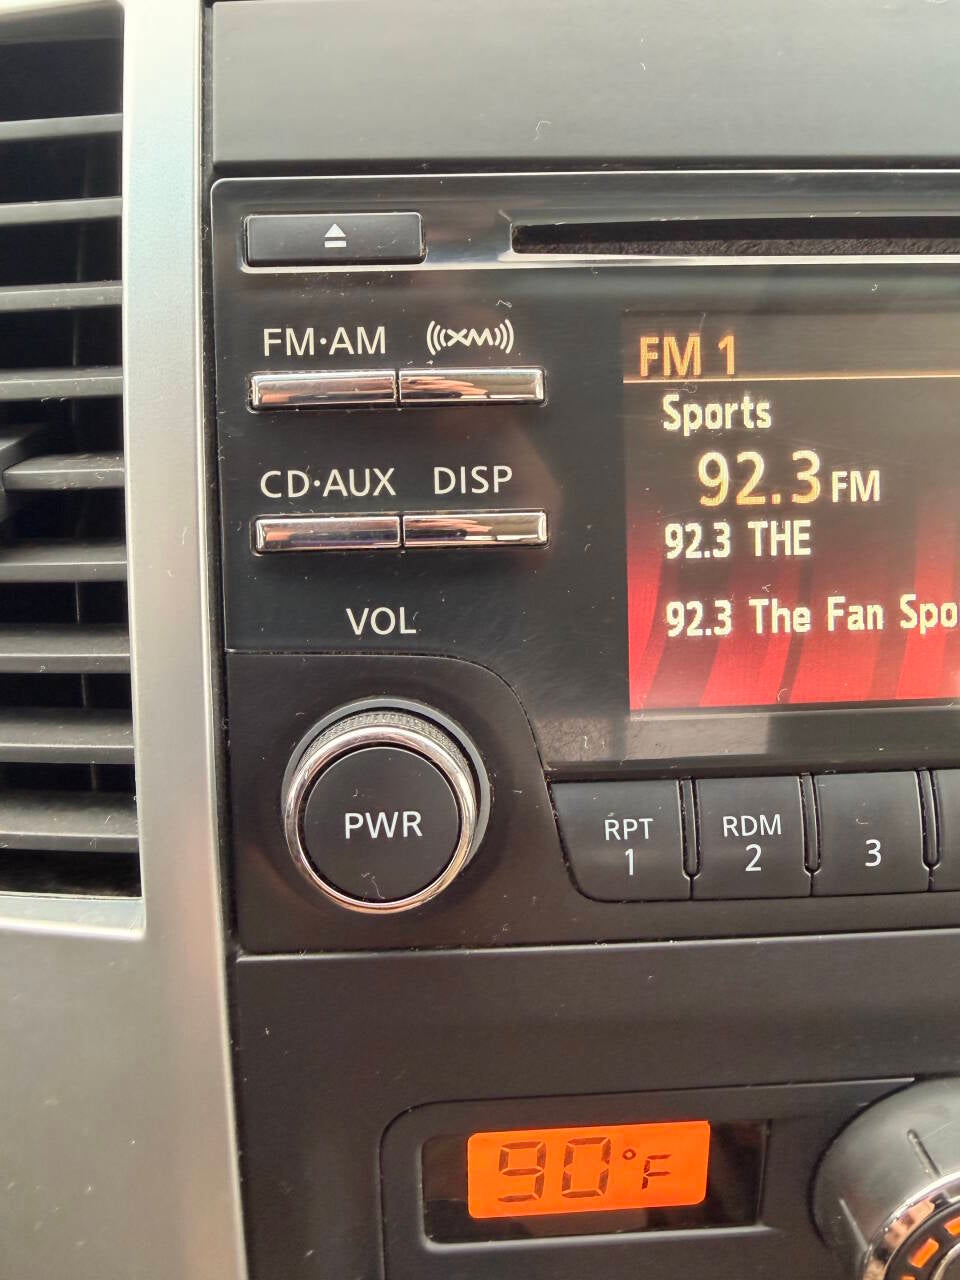 FM·AM
XM
FM 1
Sports
92.3 FM
92.3 THE
92.3 The Fan Spo
CD·AUX DISP
VOL
PWR
RPT
1
RDM
2
3
90°F